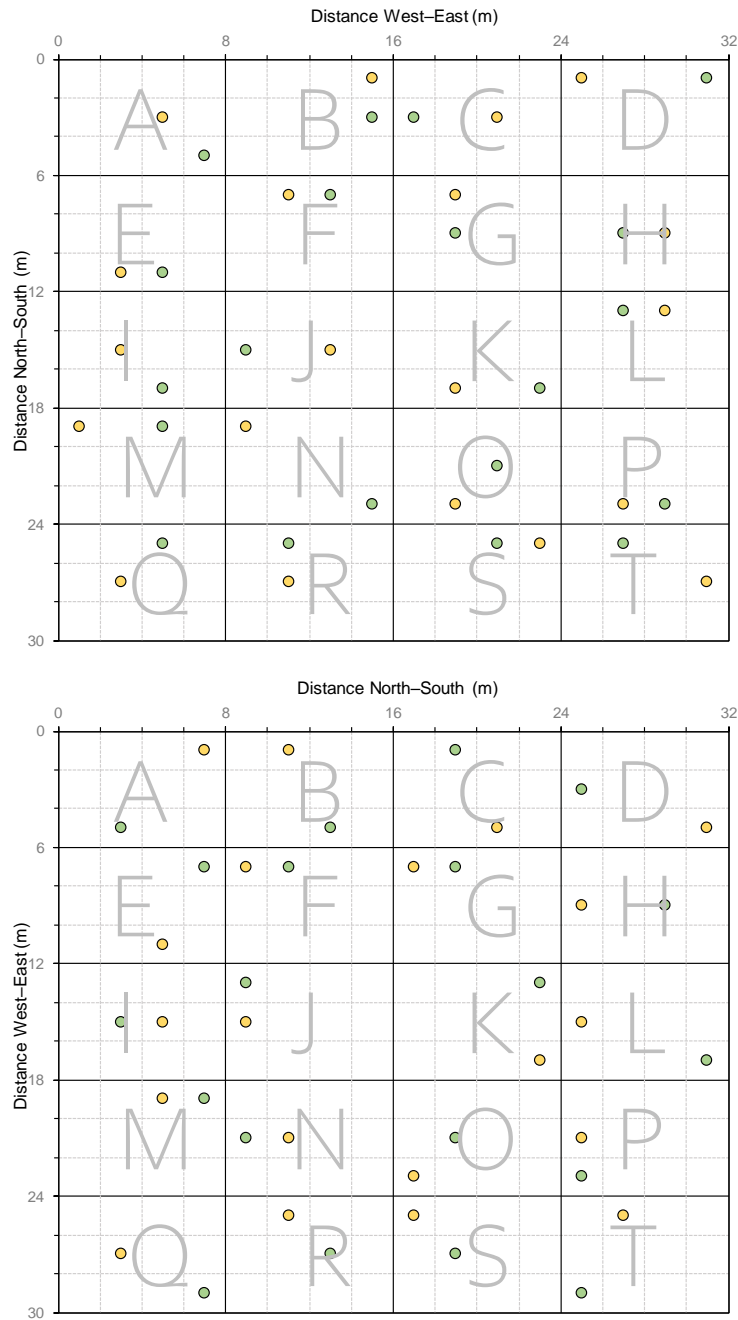 Distance West–East (m)
0 8 16 24 32
0
A B C D
6
E F G H
12
I J K L
18
M N O P
24
Q R S T
30
Distance North–South (m)
Distance North–South (m)
0 8 16 24 32
0
A B C D
6
E F G H
12
I J K L
18
M N O P
24
Q R S T
30
Distance West–East (m)